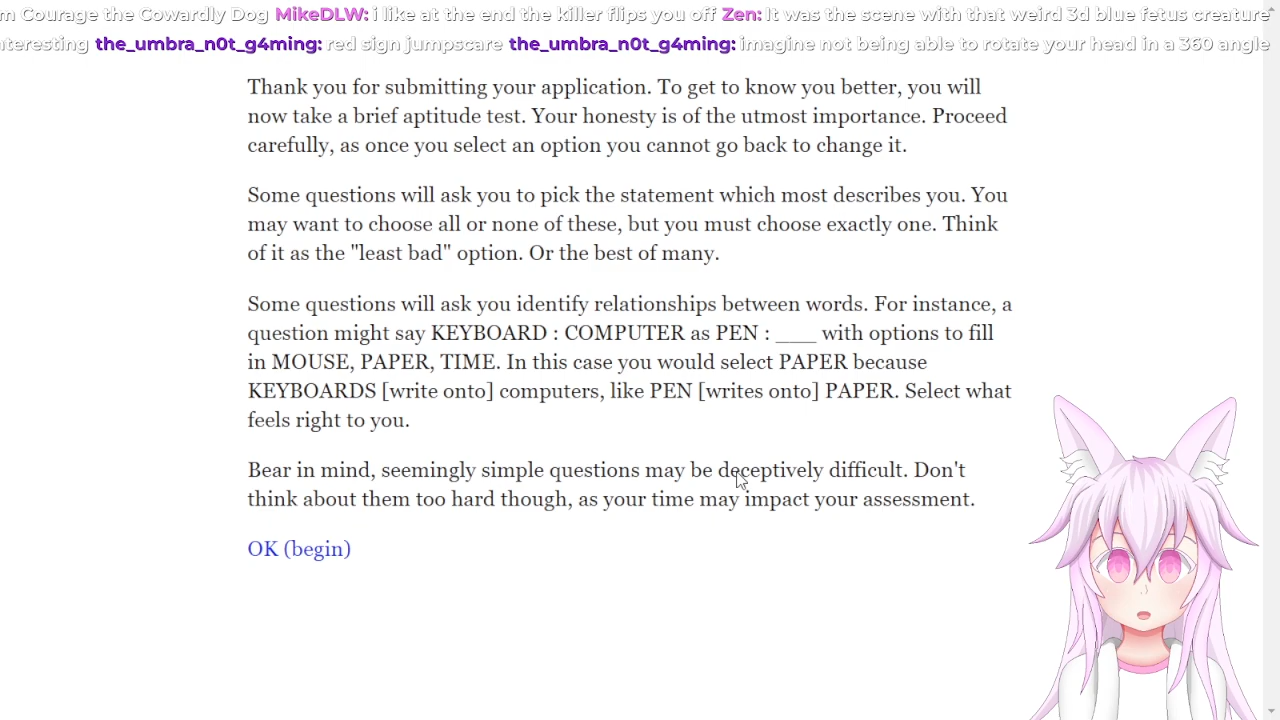 m Courage the Cowardly Dog MikeDLW: i like at the end the killer flips you off Zen: It was the scene with that weird 3d blue fetus creature
nteresting the_umbra_n0t_g4ming: red sign jumpscare the_umbra_n0t_g4ming: imagine not being able to rotate your head in a 360 angle
Thank you for submitting your application. To get to know you better, you will
now take a brief aptitude test. Your honesty is of the utmost importance. Proceed
carefully, as once you select an option you cannot go back to change it.
Some questions will ask you to pick the statement which most describes you. You
may want to choose all or none of these, but you must choose exactly one. Think
of it as the "least bad" option. Or the best of many.
Some questions will ask you identify relationships between words. For instance, a
question might say KEYBOARD : COMPUTER as PEN : ____ with options to fill
in MOUSE, PAPER, TIME. In this case you would select PAPER because
KEYBOARDS [write onto] computers, like PEN [writes onto] PAPER. Select what
feels right to you.
Bear in mind, seemingly simple questions may be deceptively difficult. Don't
think about them too hard though, as your time may impact your assessment.
OK (begin)